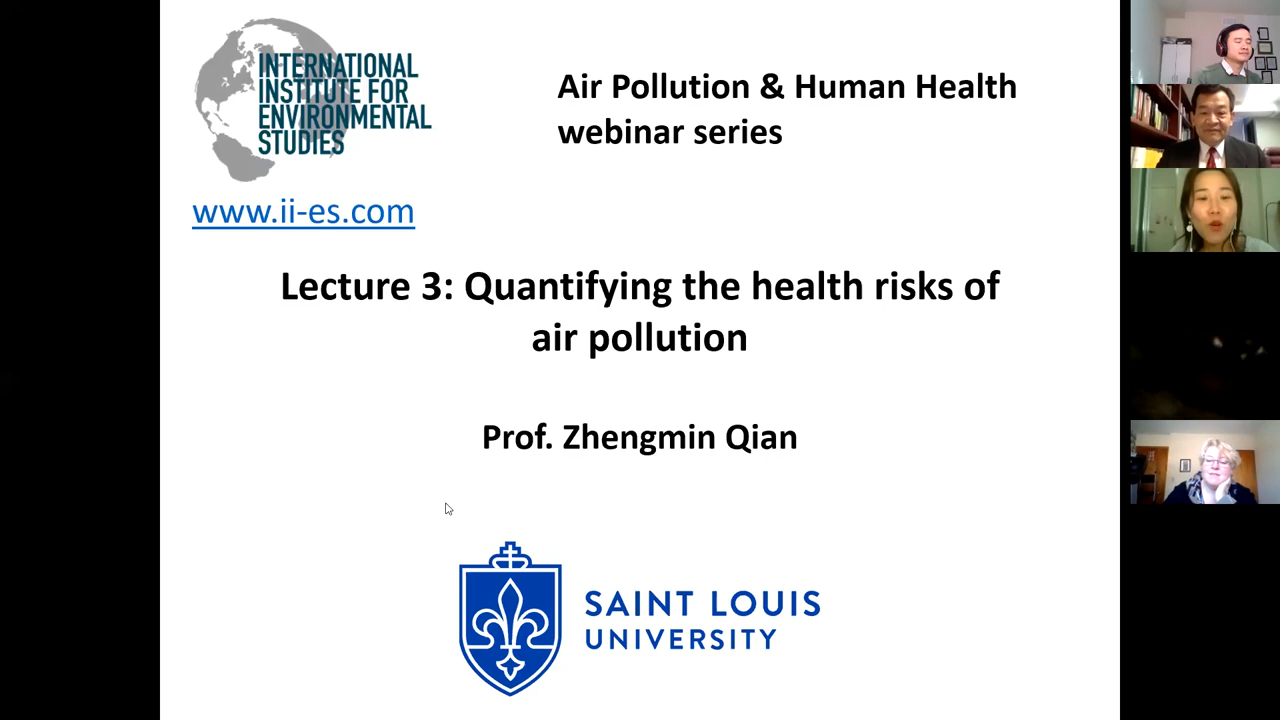 INTERNATIONAL
INSTITUTE FOR
ENVIRONMENTAL
STUDIES
www.ii-es.com
Air Pollution & Human Health
webinar series
Lecture 3: Quantifying the health risks of
air pollution
Prof. Zhengmin Qian
SAINT LOUIS
UNIVERSITY